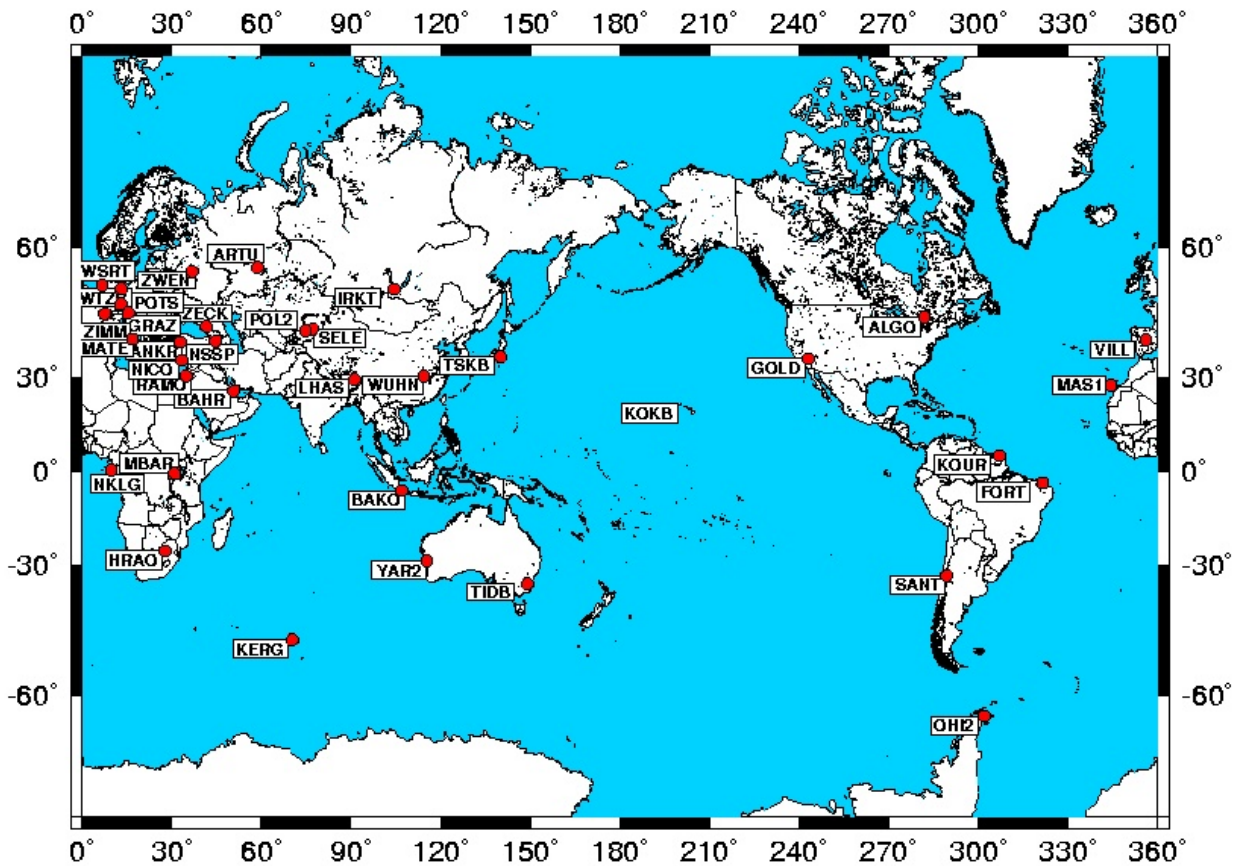 0° 30° 60° 90° 120° 150° 180° 210° 240° 270° 300° 330° 360°
60° 60°
ARTU
WSRT
ZWEN
IRKT
WTZ
POTS
ZECK
POL2
GRAZ
ALGO
ZIMM
SELE
MATE
ANKR
NSSP
VILL
TSKB
GOLD
NICO
30° 30°
RAMO
LHAS
WUHN
MAS1
BAHR
KOKB
MBAR
KOUR
0° 0°
NKLG
FORT
BAKO
HRAO
-30° -30°
YAR2
SANT
TIDB
KERG
-60° -60°
OHI2
0° 30° 60° 90° 120° 150° 180° 210° 240° 270° 300° 330° 360°